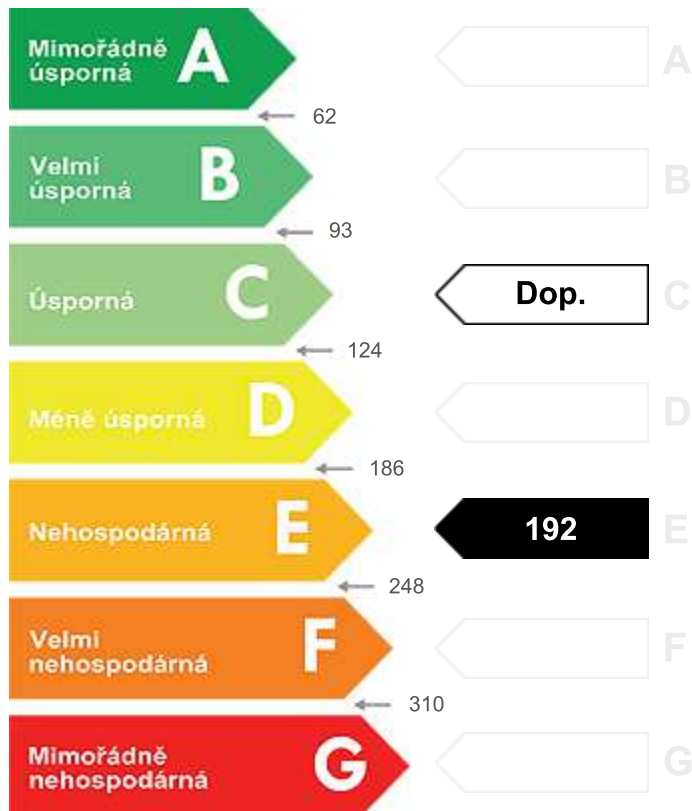 Mimořádně
úsporná
A
A
62
Velmi
úsporná
B
B
93
Úsporná
C
Dop.
C
124
Méně úsporná
D
D
186
Nehospodárná
E
192
E
248
Velmi
nehospodárná
F
F
310
Mimořádně
nehospodárná
G
G